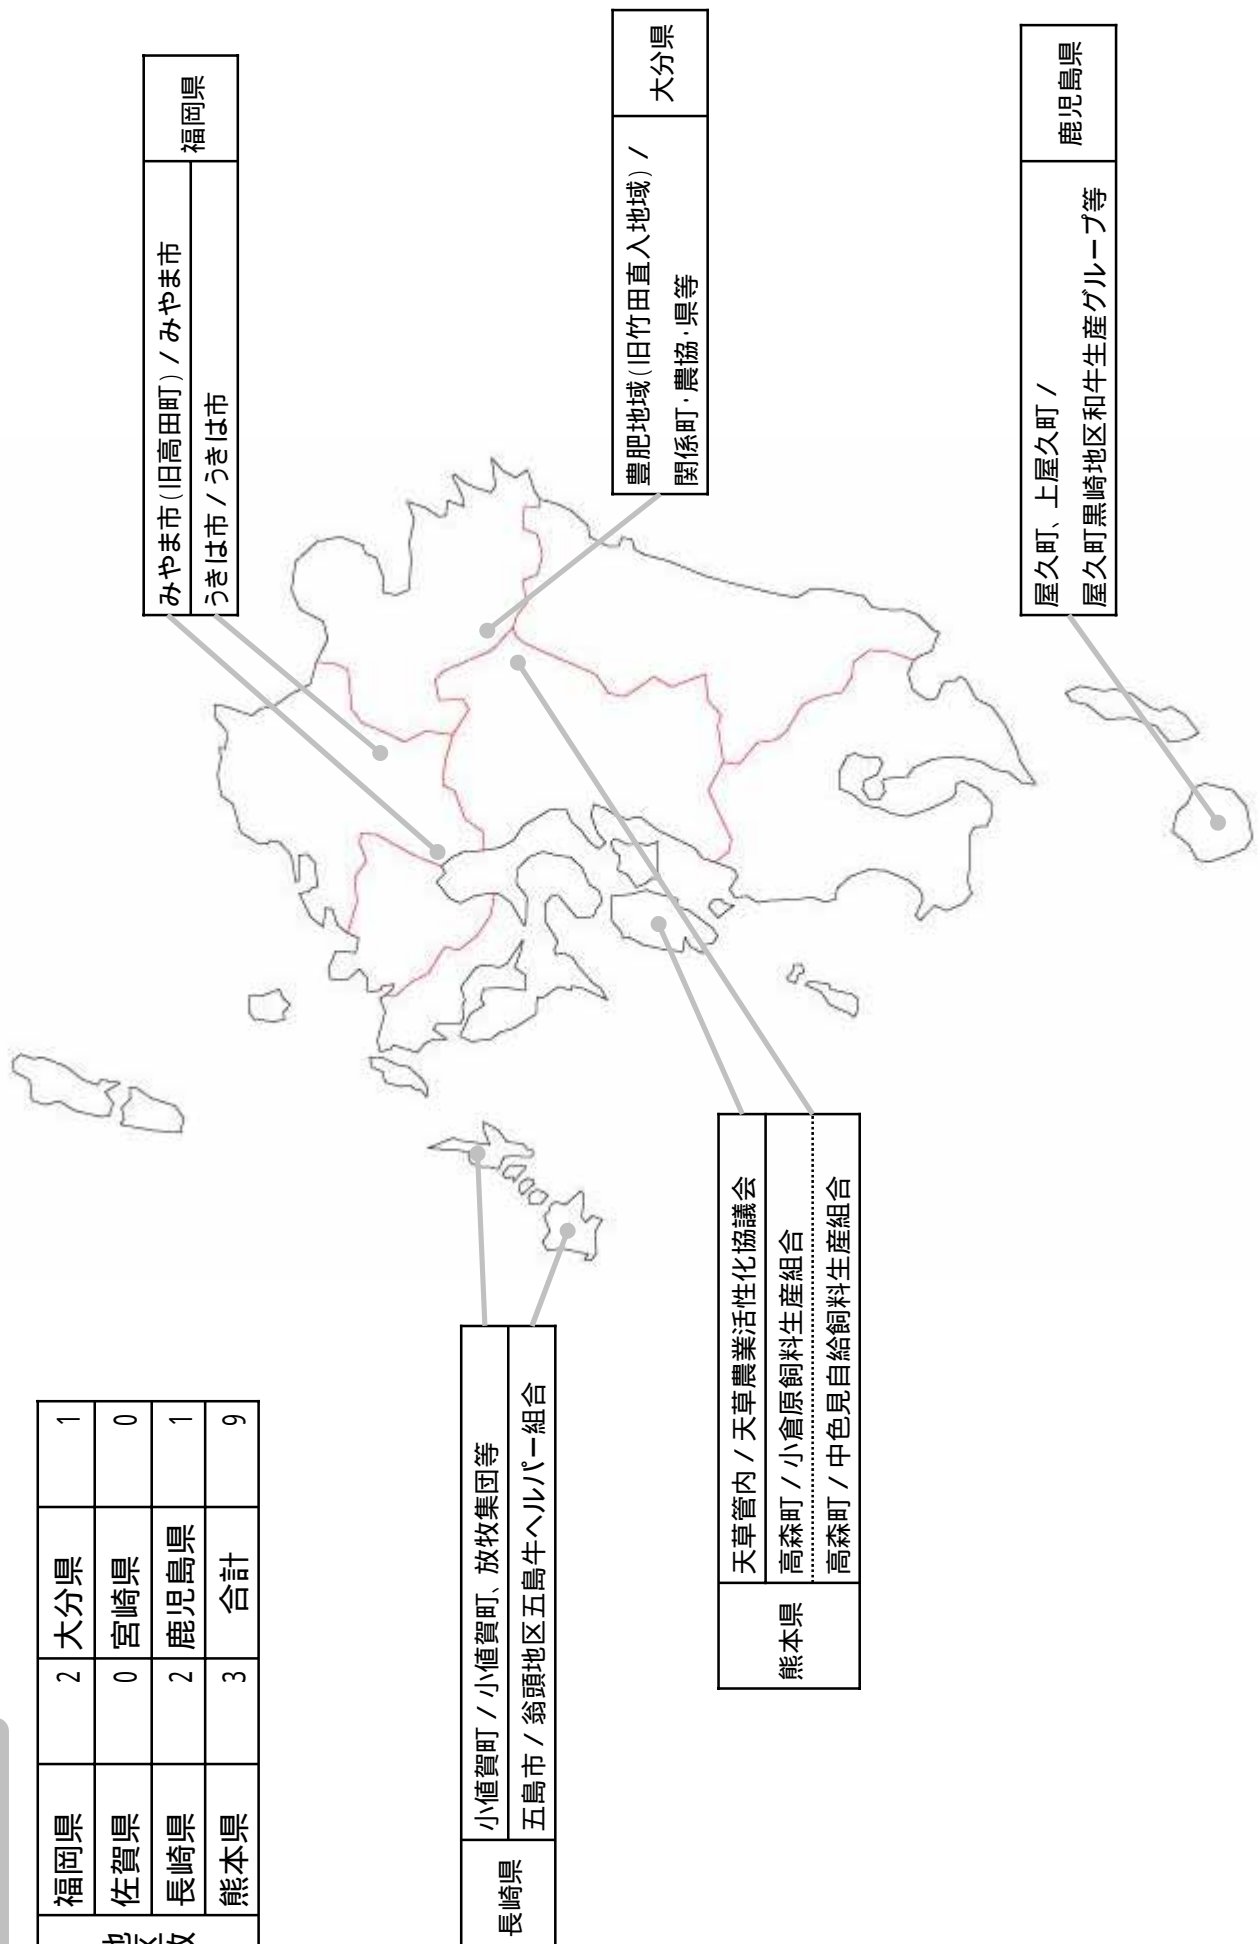 福岡県 2 大分県 1
佐賀県 0 宮崎県 0
長崎県 2 鹿児島県 1
熊本県 3 合計 9
福岡県
みやま市(旧高田町) / みやま市
うきは市 / うきは市
大分県
豊肥地域(旧竹田直入地域) /
関係町・農協・県等
鹿児島県
屋久町、上屋久町 /
屋久町黒崎地区和牛生産グループ等
長崎県
小値賀町 / 小値賀町、放牧集団等
五島市 / 翁頭地区五島牛ヘルパー組合
熊本県
天草管内 / 天草農業活性化協議会
高森町 / 小倉原飼料生産組合
高森町 / 中色見自給飼料生産組合